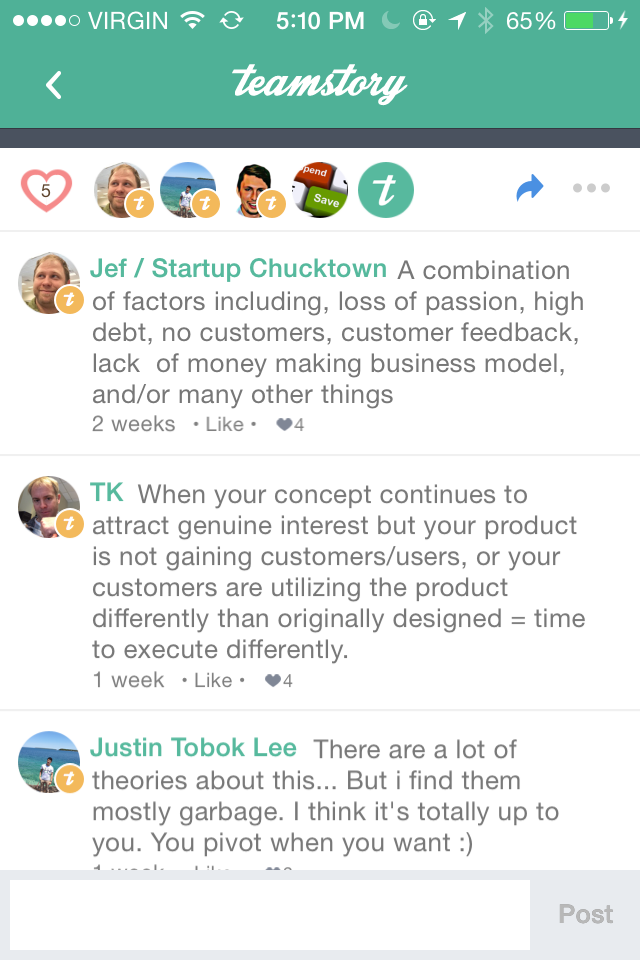 VIRGIN 5:10 PM 65%
teamstory
5
t t t pend Save t
Jef / Startup Chucktown A combination
of factors including, loss of passion, high
debt, no customers, customer feedback,
lack  of money making business model,
and/or many other things
2 weeks • Like • 4
t
TK When your concept continues to
attract genuine interest but your product
is not gaining customers/users, or your
customers are utilizing the product
differently than originally designed = time
to execute differently.
1 week • Like • 4
t
Justin Tobok Lee There are a lot of
theories about this... But i find them
mostly garbage. I think it's totally up to
you. You pivot when you want :)
t
1 week Like
Post